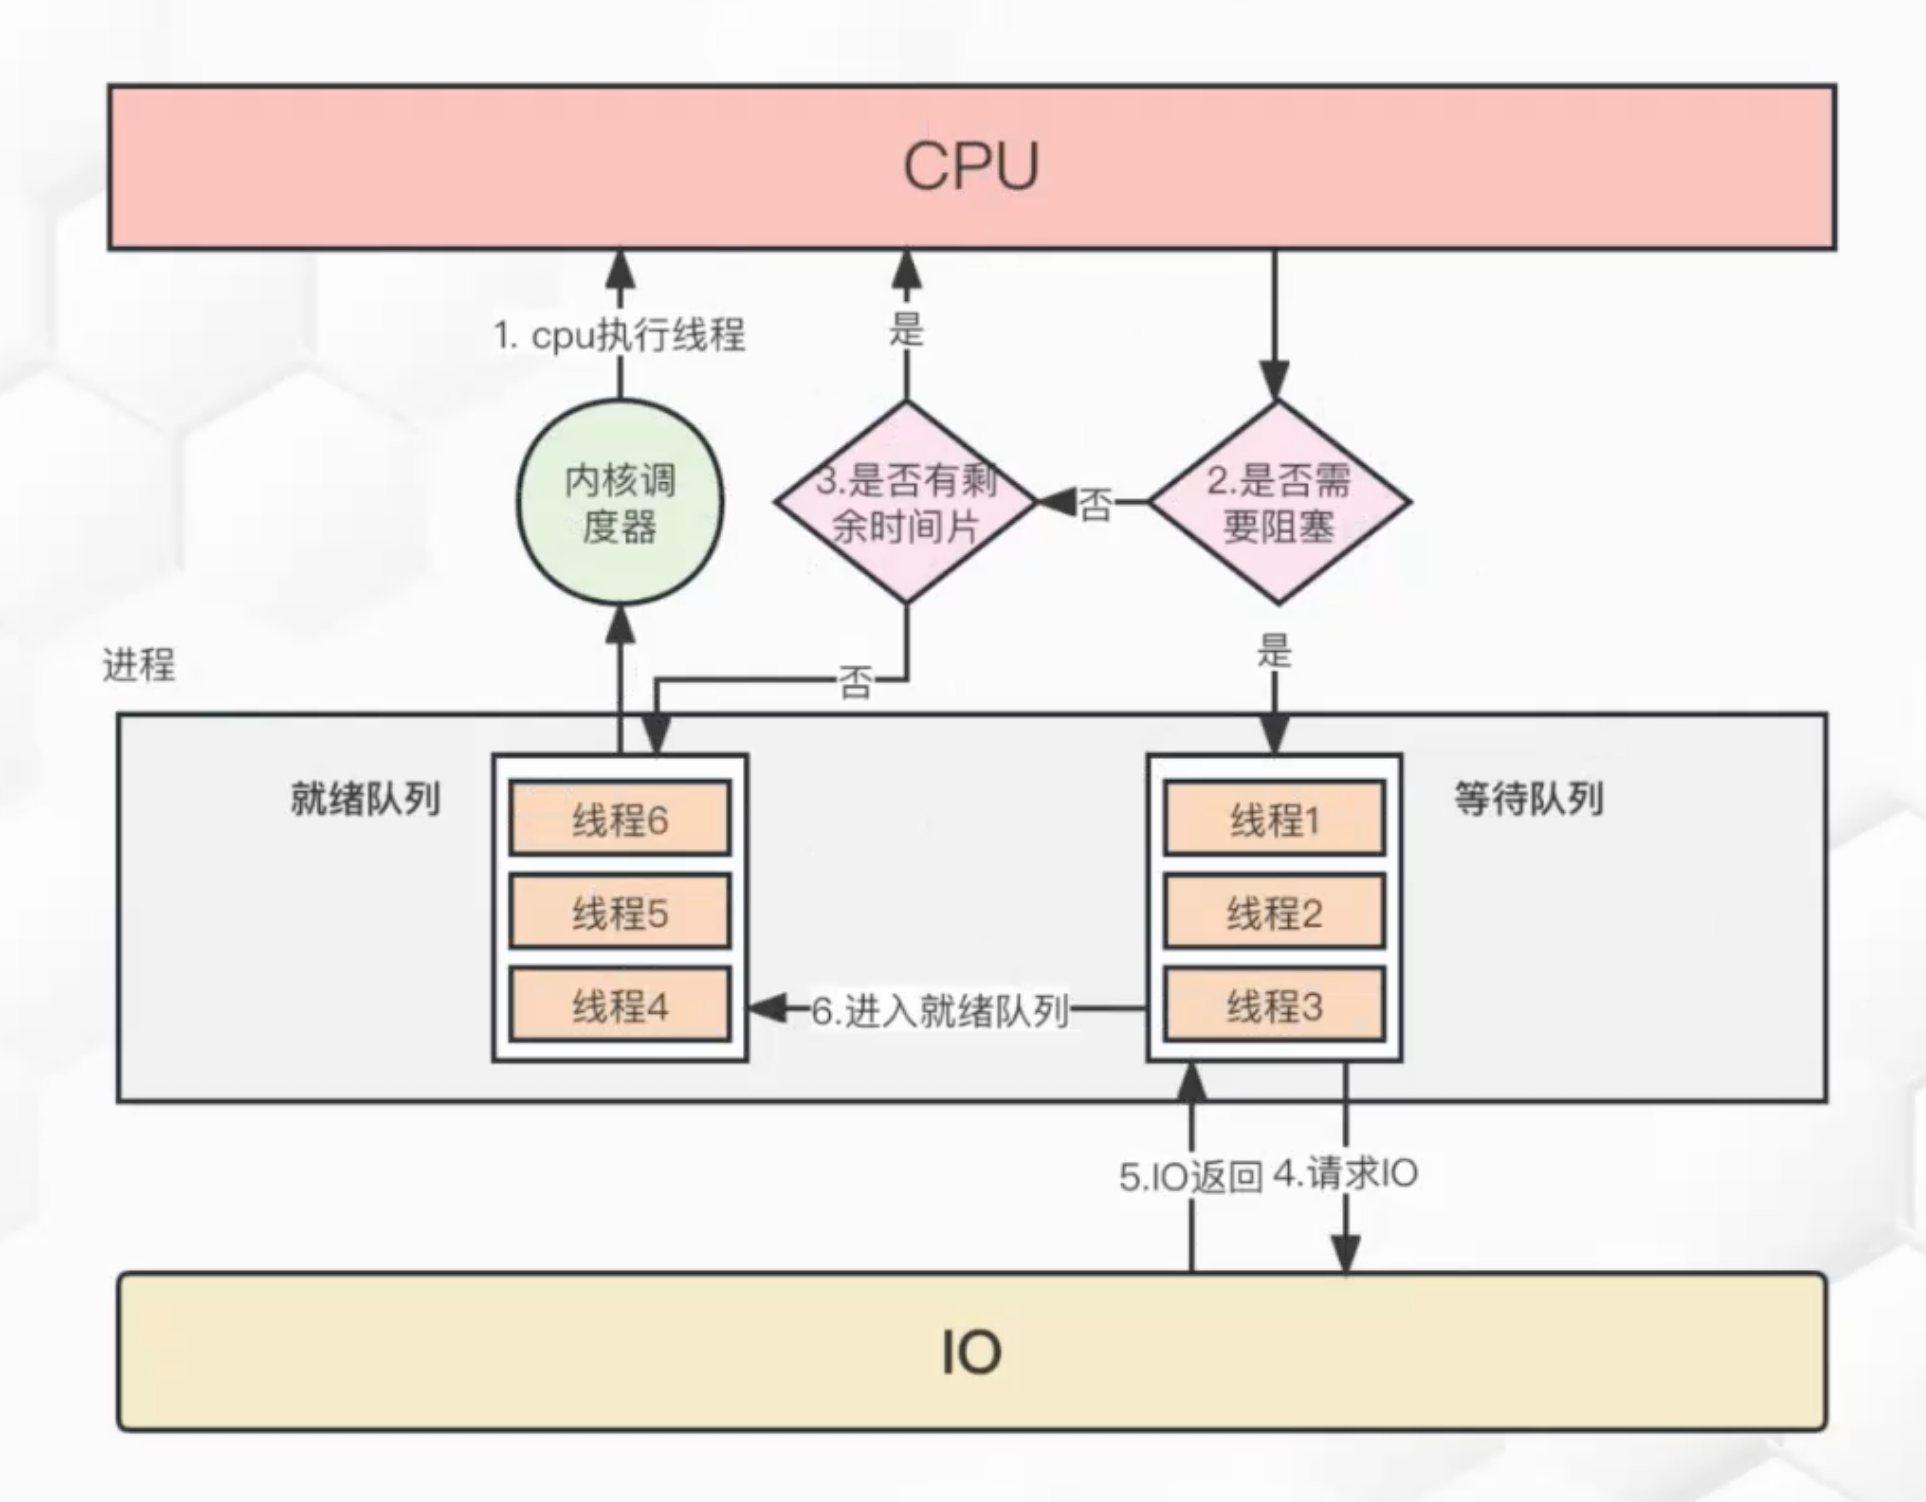 CPU
1. cpu执行线程
是
内核调
度器
3.是否有剩
余时间片
否
2.是否需
要阻塞
进程
否
是
就绪队列
线程6
线程5
线程4
6.进入就绪队列
线程1
线程2
线程3
等待队列
5.IO返回
4.请求IO
IO